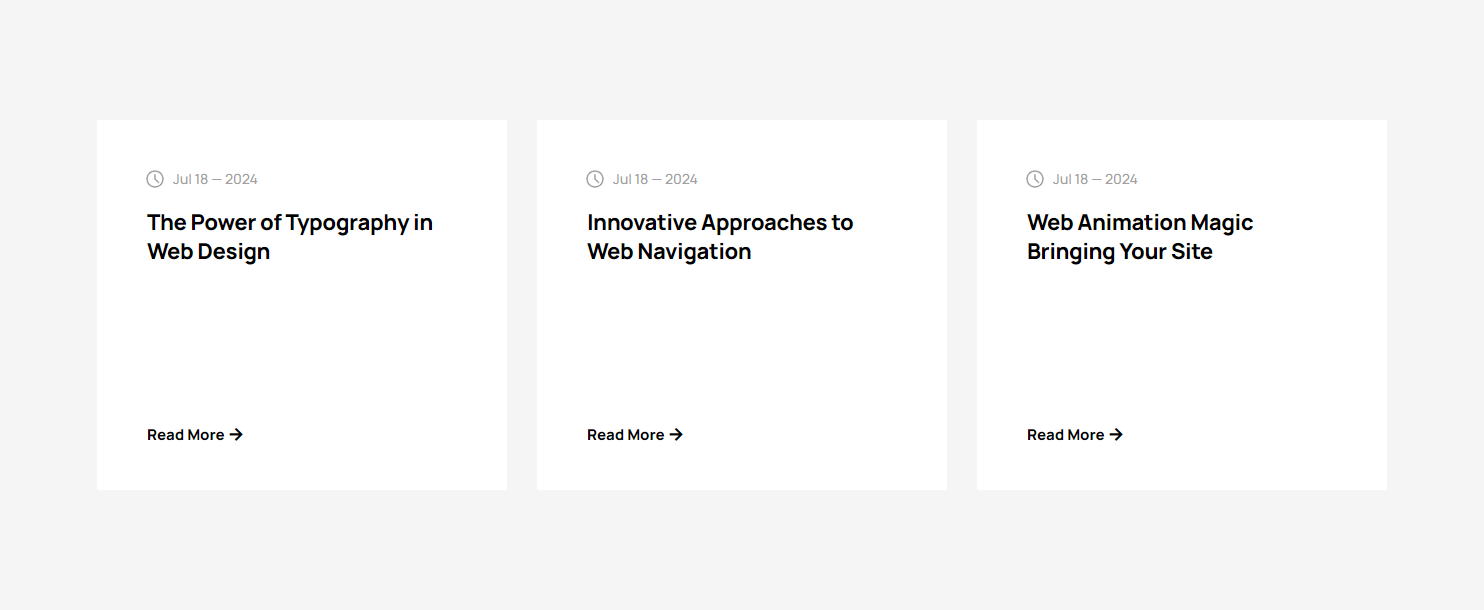 Jul 18 — 2024
The Power of Typography in
Web Design
Read More →
Jul 18 — 2024
Innovative Approaches to
Web Navigation
Read More →
Jul 18 — 2024
Web Animation Magic
Bringing Your Site
Read More →